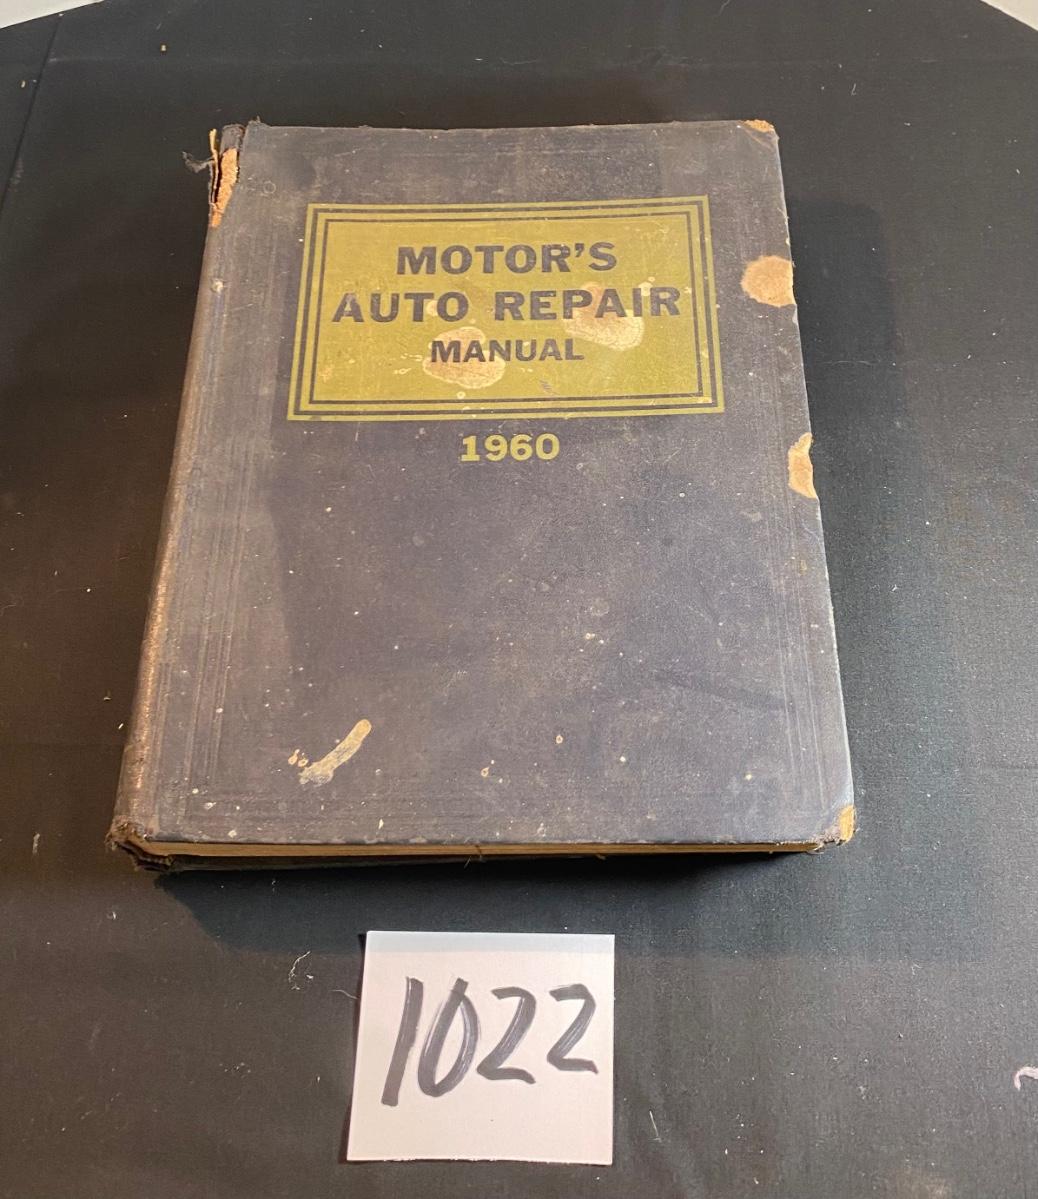 MOTOR'S
AUTO REPAIR
MANUAL
1960
1022